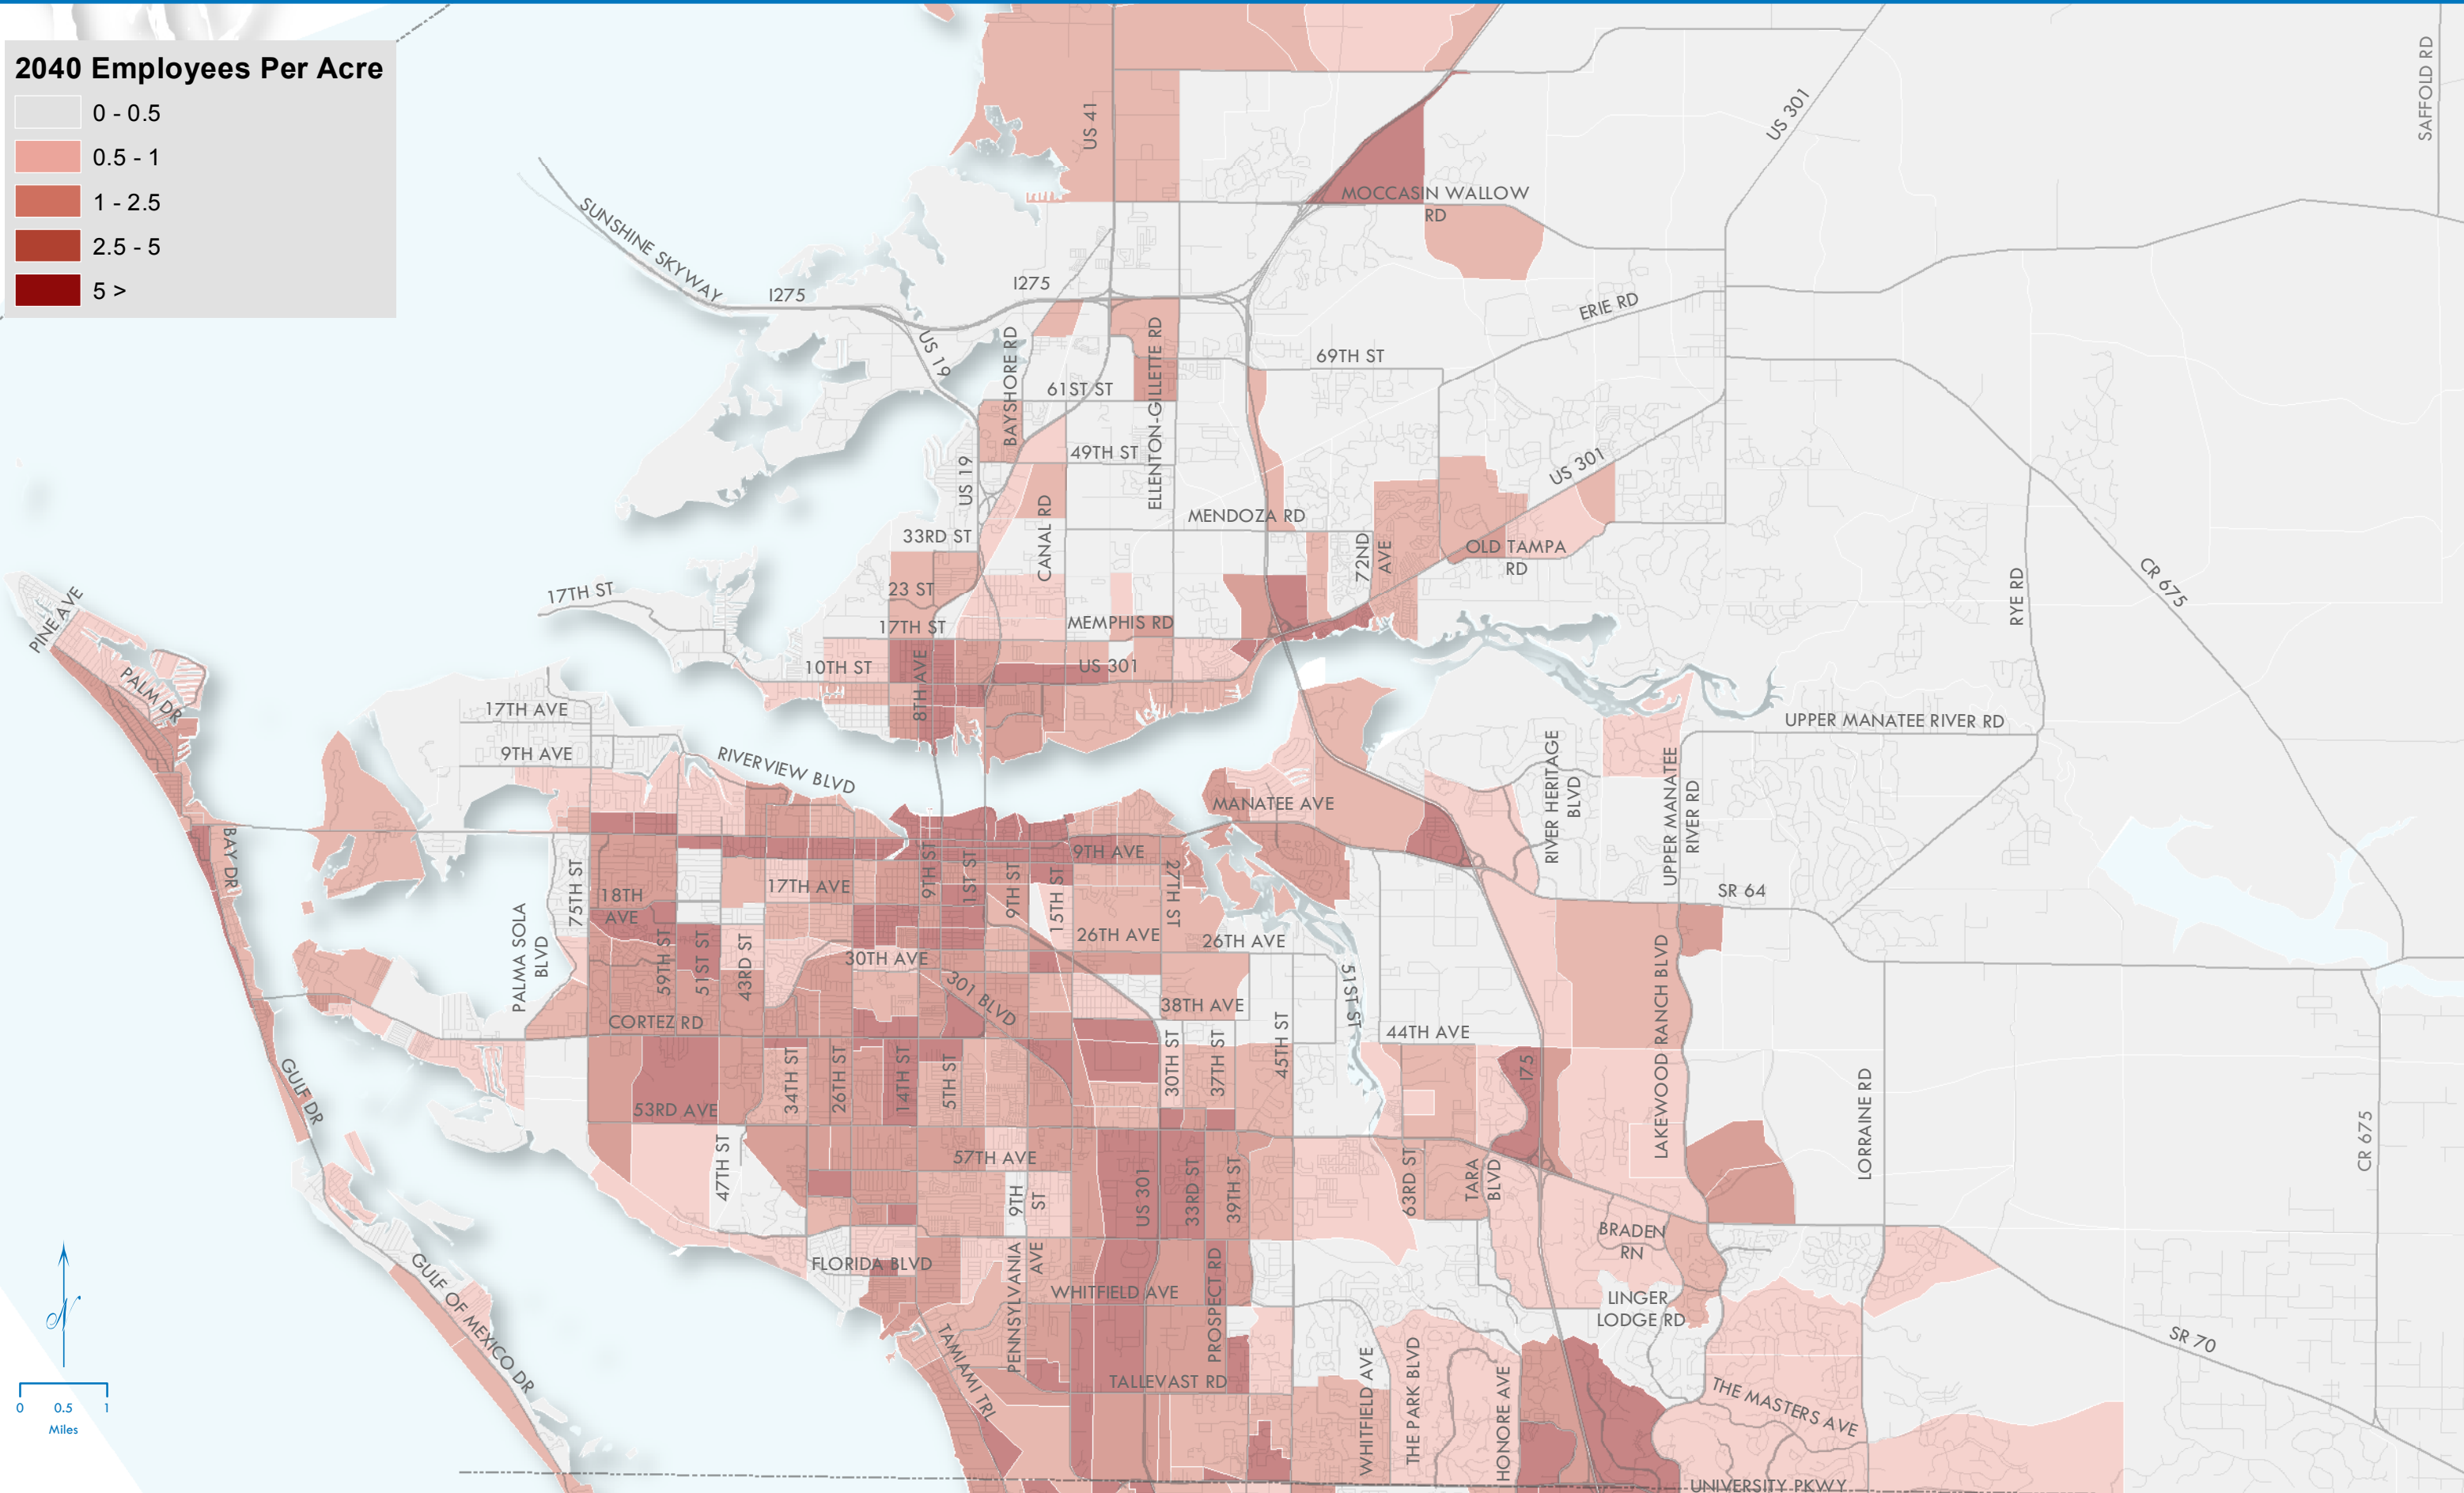 2040 Employees Per Acre
0 - 0.5
0.5 - 1
1 - 2.5
2.5 - 5
5 >
SAFFOLD RD
US 301
US 41
MOCCASIN WALLOW
RD
SUNSHINE SKYWAY
I275
I275
ERIE RD
US 19
BAYSHORE RD
ELLENTON-GILLETTE RD
69TH ST
61ST ST
49TH ST
US 301
US 19
CANAL RD
MENDOZA RD
33RD ST
72ND
AVE
OLD TAMPA
RD
CR 675
RYE RD
17TH ST
23 ST
PINE AVE
17TH ST
MEMPHIS RD
10TH ST
US 301
8TH AVE
PALM DR
17TH AVE
9TH AVE
RIVERVIEW BLVD
UPPER MANATEE RIVER RD
RIVER HERITAGE
BLVD
UPPER MANATEE
RIVER RD
MANATEE AVE
BAY DR
75TH ST
9TH AVE
17TH AVE
9TH ST
1ST ST
9TH ST
15TH ST
27TH ST
18TH
AVE
SR 64
PALMA SOLA
BLVD
59TH ST
51 ST ST
43RD ST
26TH AVE
26TH AVE
30TH AVE
301 BLVD
51 ST ST
LAKEWOOD RANCH BLVD
38TH AVE
CORTEZ RD
44TH AVE
GULF DR
34TH ST
26TH ST
14TH ST
5TH ST
30TH ST
37TH ST
45TH ST
I75
LORRAINE RD
53RD AVE
CR 675
47TH ST
57TH AVE
9TH
ST
US 301
33RD ST
39TH ST
63RD ST
TARA
BLVD
BRADEN
RN
FLORIDA BLVD
PENNSYLVANIA
AVE
WHITFIELD AVE
PROSPECT RD
LINGER
LODGE RD
GULF OF MEXICO DR
TAMIAMI TRL
TALLEVAST RD
WHITFIELD AVE
THE PARK BLVD
HONORE AVE
THE MASTERS AVE
SR 70
UNIVERSITY PKWY
N
0 0.5 1
Miles